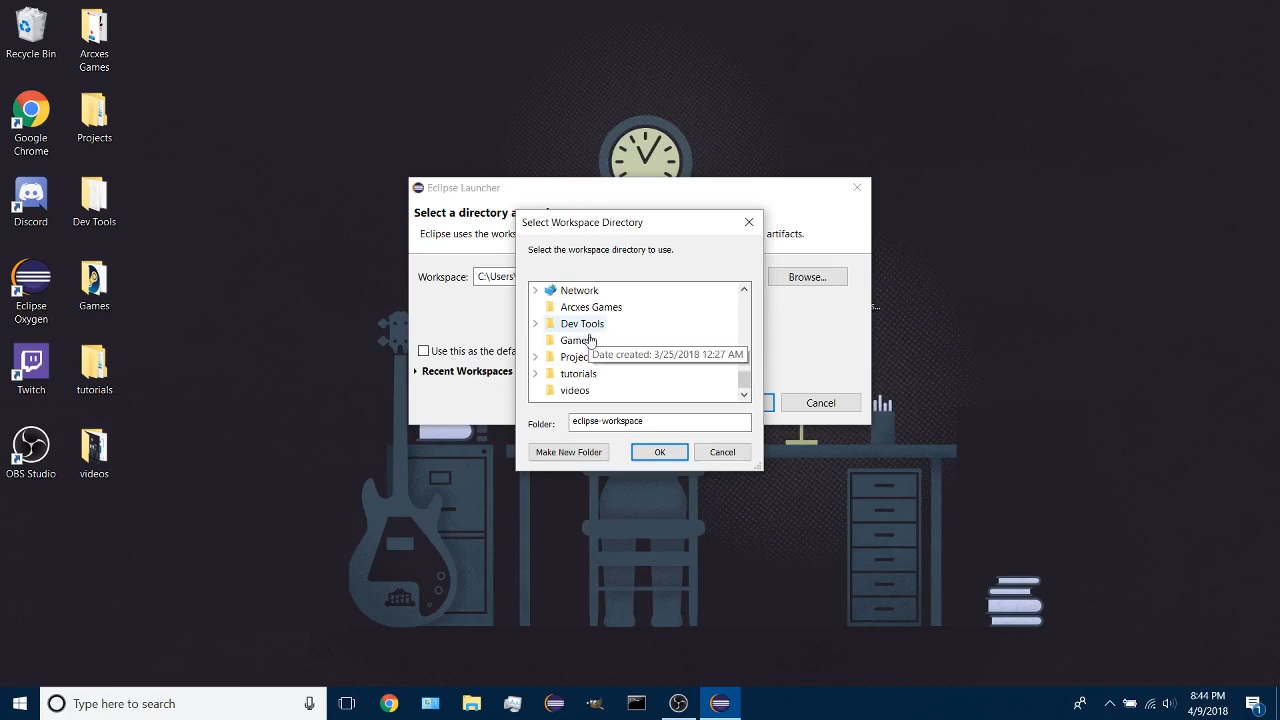 Recycle Bin
Arcxes
Games
Google
Chrome
Projects
Discord
Dev Tools
Eclipse
Oxygen
Games
Twitch
tutorials
OBS Studio
videos
Eclipse Launcher
Select a directory a
Eclipse uses the works
artifacts.
Workspace:
C:\Users\
Browse...
s...
Use this as the defa
Recent Workspaces
Cancel
Select Workspace Directory
Select the workspace directory to use.
Network
Arcxes Games
Dev Tools
Games
Projec
Date created: 3/25/2018 12:27 AM
tutorials
videos
Folder:
eclipse-workspace
Make New Folder
OK
Cancel
Type here to search
8:44 PM
4/9/2018
1